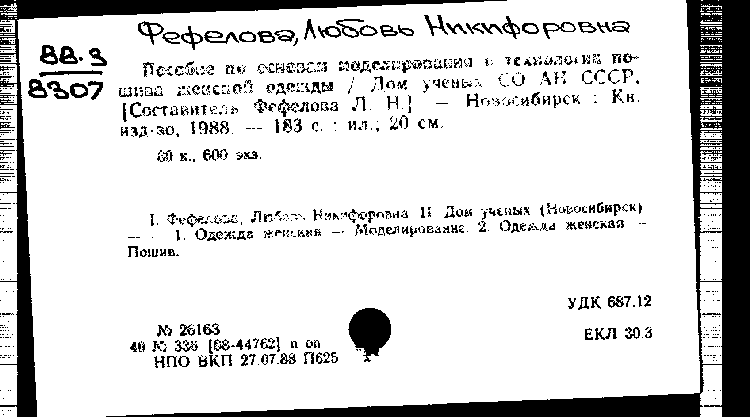 Фефелова, Любовь Никифоровна
88.3
8307
Пособие по основам моделирования и технологии по-
шива женской одежды / Дом ученых СО АН СССР.
[Составитель Фефелова Л. Н.] — Новосибирск : Кн.
изд-во, 1988. — 183 с. : ил.; 20 см.
60 к., 600 экз.
I. Фефелова, Любовь Никифоровна II. Дом ученых (Новосибирск)
— — 1. Одежда женская — Моделирование. 2. Одежда женская —
Пошив.
УДК 687.12
№ 26163
40 № 338 [88-44762] п оп
ЕКЛ 30.3
НПО ВКП 27.07.88 П625